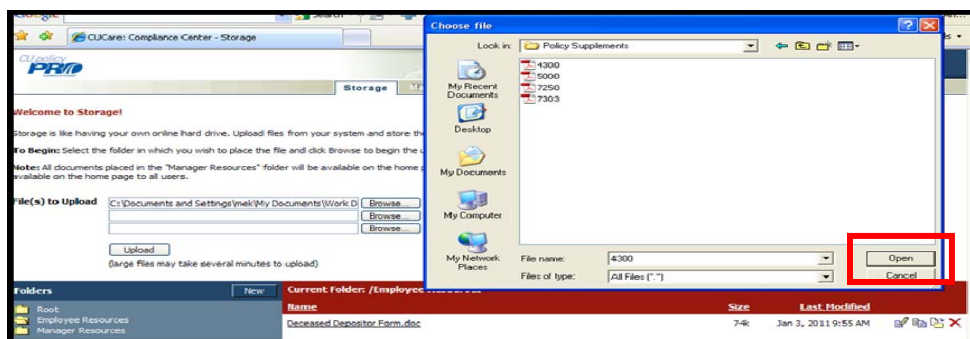 CUCare: Compliance Center - Storage
CU policy
PRO
Storage
Welcome to Storage!
Storage is like having your own online hard drive. Upload files from your system and store the
To Begin: Select the folder in which you wish to place the file and click Browse to begin the
Note: All documents placed in the "Manager Resources" folder will be available on the home
available on the home page to all users.
File(s) to Upload
C:\Documents and Settings\mek\My Documents\Work D
Browse...
Browse...
Browse...
Upload
(large files may take several minutes to upload)
Folders
New
Root
Employee Resources
Manager Resources
Current Folder: /Employee
Name
Size
Last Modified
Deceased Depositor Form.doc
74k
Jan 3, 2011 9:55 AM
Choose file
Look in:
Policy Supplements
4300
5000
7250
7303
My Recent
Documents
Desktop
My Documents
My Computer
My Network
Places
File name:
4300
Open
Files of type:
All Files (*.*)
Cancel